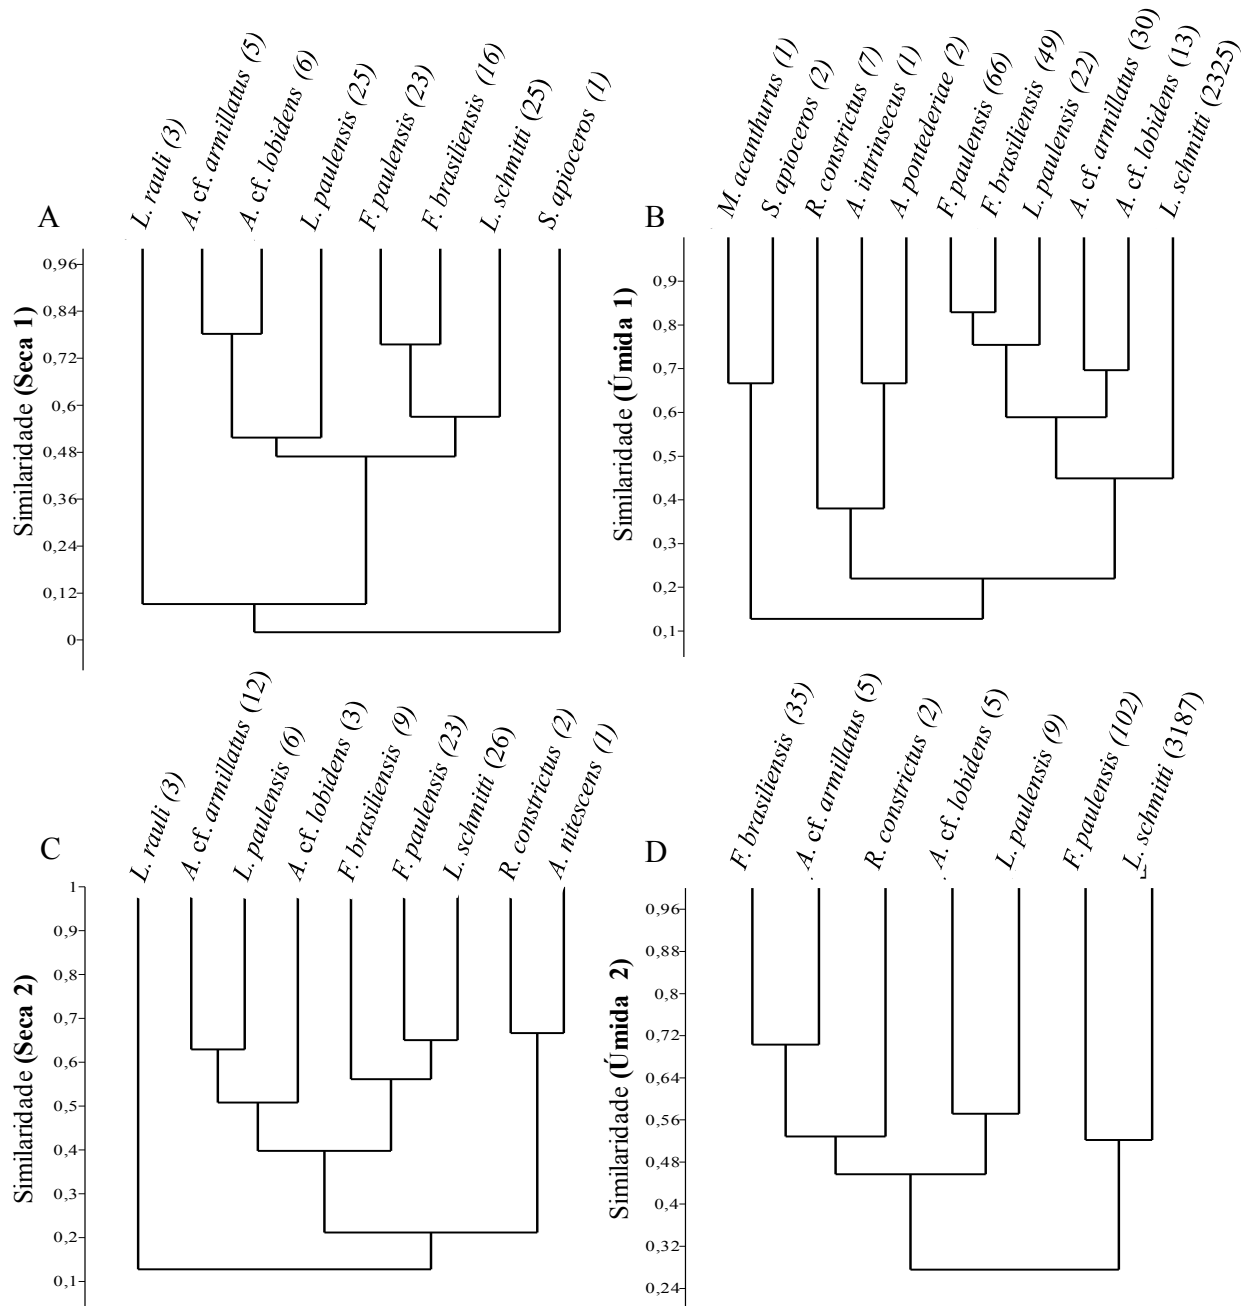 A
Similaridade (Seca 1)
L. rauli (3)
A. cf. armillatus (5)
A. cf. lobidens (6)
L. paulensis (25)
F. paulensis (23)
F. brasiliensis (16)
L. schmitti (25)
S. apioceros (1)
0,96
0,84
0,72
0,6
0,48
0,36
0,24
0,12
0
B
Similaridade (Úmida 1)
M. acanthurus (1)
S. apioceros (2)
R. constrictus (7)
A. intrinsecus (1)
A. pontederiae (2)
F. paulensis (66)
F. brasiliensis (49)
L. paulensis (22)
A. cf. armillatus (30)
A. cf. lobidens (13)
L. schmitti (2325)
0,9
0,8
0,7
0,6
0,5
0,4
0,3
0,2
0,1
C
Similaridade (Seca 2)
L. rauli (3)
A. cf. armillatus (12)
L. paulensis (6)
A. cf. lobidens (3)
F. brasiliensis (9)
F. paulensis (23)
L. schmitti (26)
R. constrictus (2)
A. nitescens (1)
1
0,9
0,8
0,7
0,6
0,5
0,4
0,3
0,2
0,1
D
Similaridade (Úmida 2)
F. brasiliensis (35)
A. cf. armillatus (5)
R. constrictus (2)
A. cf. lobidens (5)
L. paulensis (9)
F. paulensis (102)
L. schmitti (3187)
0,96
0,88
0,8
0,72
0,64
0,56
0,48
0,4
0,32
0,24